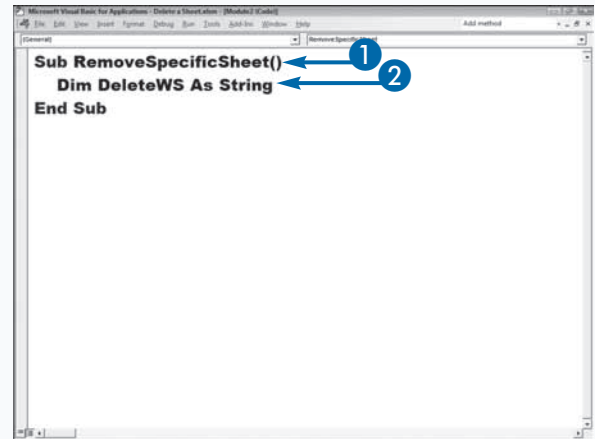 Microsoft Visual Basic for Applications - Delete a Sheet.xlsm - [Module2 (Code)]
File Edit View Insert Format Debug Run Tools Add-Ins Window Help Add method
(General) RemoveSpecificSheet
Sub RemoveSpecificSheet() 1
Dim DeleteWS As String 2
End Sub